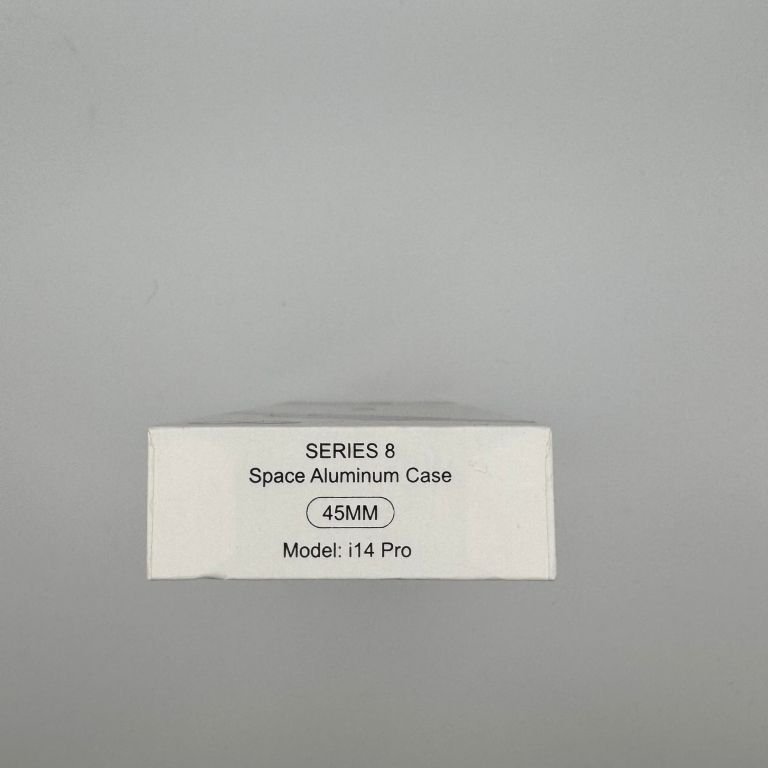 SERIES 8
Space Aluminum Case
45MM
Model: i14 Pro